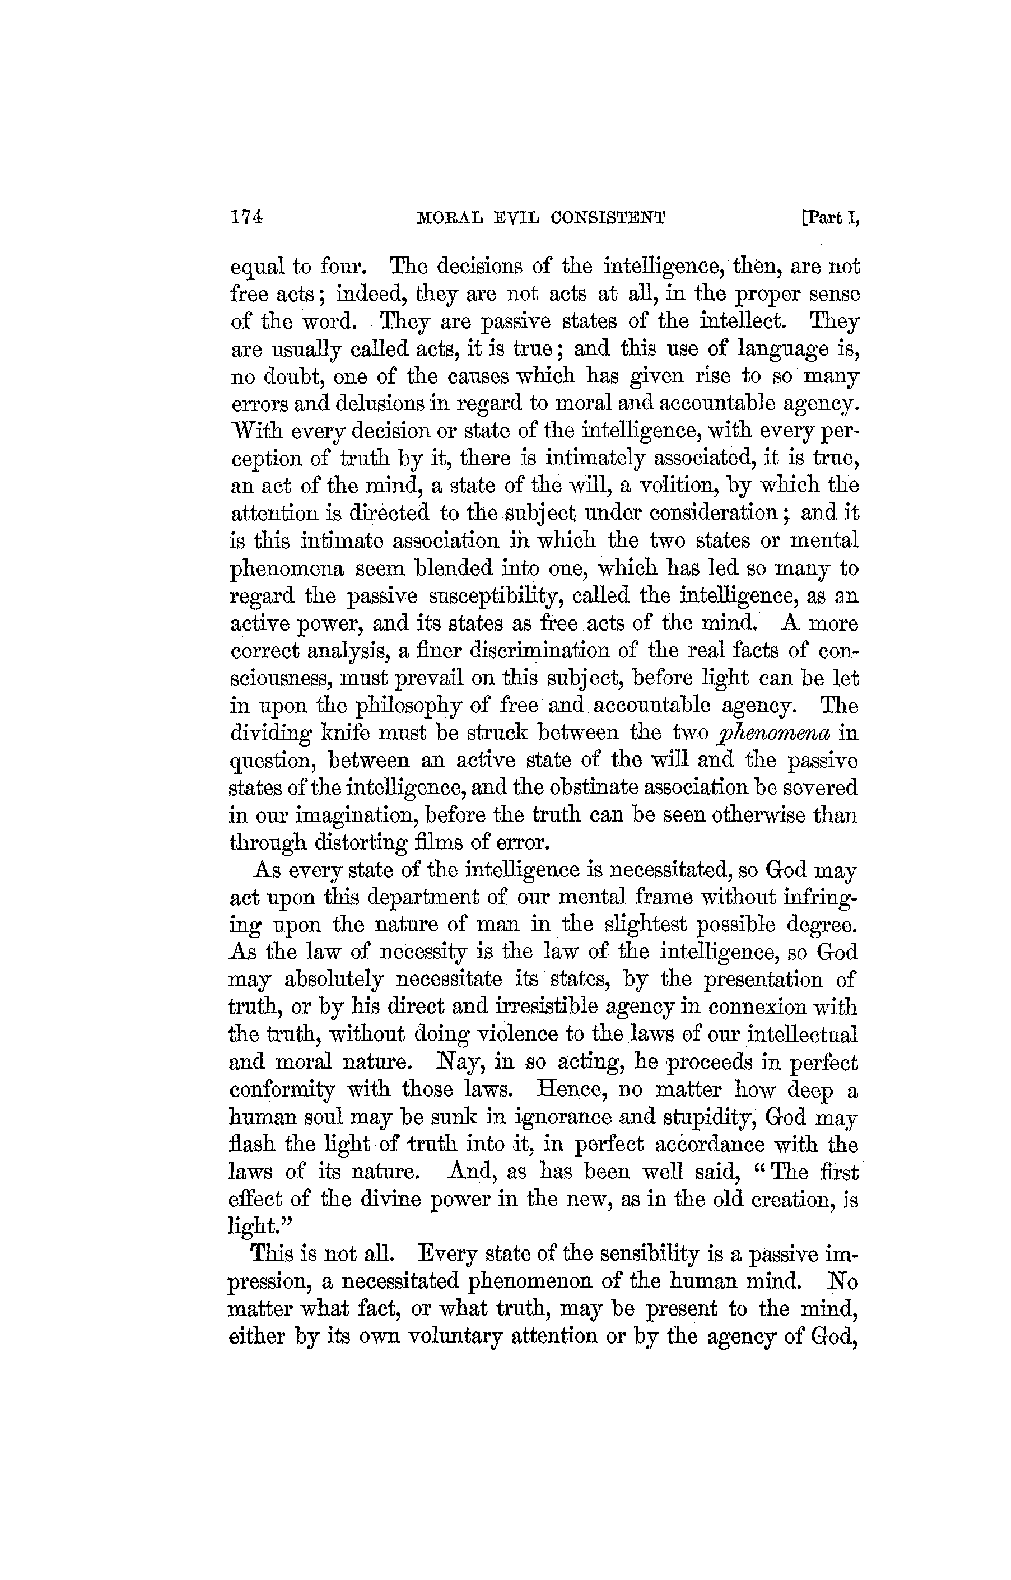 174 MORAL EVIL CONSISTENT [Part I,
equal to four. The decisions of the intelligence, then, are not
free acts; indeed, they are not acts at all, in the proper sense
of the word. They are passive states of the intellect. They
are usually called acts, it is true; and this use of language is,
no doubt, one of the causes which has given rise to so many
errors and delusions in regard to moral and accountable agency.
With every decision or state of the intelligence, with every per-
ception of truth by it, there is intimately associated, it is true,
an act of the mind, a state of the will, a volition, by which the
attention is directed to the subject under consideration; and it
is this intimate association in which the two states or mental
phenomena seem blended into one, which has led so many to
regard the passive susceptibility, called the intelligence, as an
active power, and its states as free acts of the mind. A more
correct analysis, a finer discrimination of the real facts of con-
sciousness, must prevail on this subject, before light can be let
in upon the philosophy of free and accountable agency. The
dividing knife must be struck between the two phenomena in
question, between an active state of the will and the passive
states of the intelligence, and the obstinate association be severed
in our imagination, before the truth can be seen otherwise than
through distorting films of error.
As every state of the intelligence is necessitated, so God may
act upon this department of our mental frame without infring-
ing upon the nature of man in the slightest possible degree.
As the law of necessity is the law of the intelligence, so God
may absolutely necessitate its states, by the presentation of
truth, or by his direct and irresistible agency in connexion with
the truth, without doing violence to the laws of our intellectual
and moral nature. Nay, in so acting, he proceeds in perfect
conformity with those laws. Hence, no matter how deep a
human soul may be sunk in ignorance and stupidity, God may
flash the light of truth into it, in perfect accordance with the
laws of its nature. And, as has been well said, “The first
effect of the divine power in the new, as in the old creation, is
light.”
This is not all. Every state of the sensibility is a passive im-
pression, a necessitated phenomenon of the human mind. No
matter what fact, or what truth, may be present to the mind,
either by its own voluntary attention or by the agency of God,